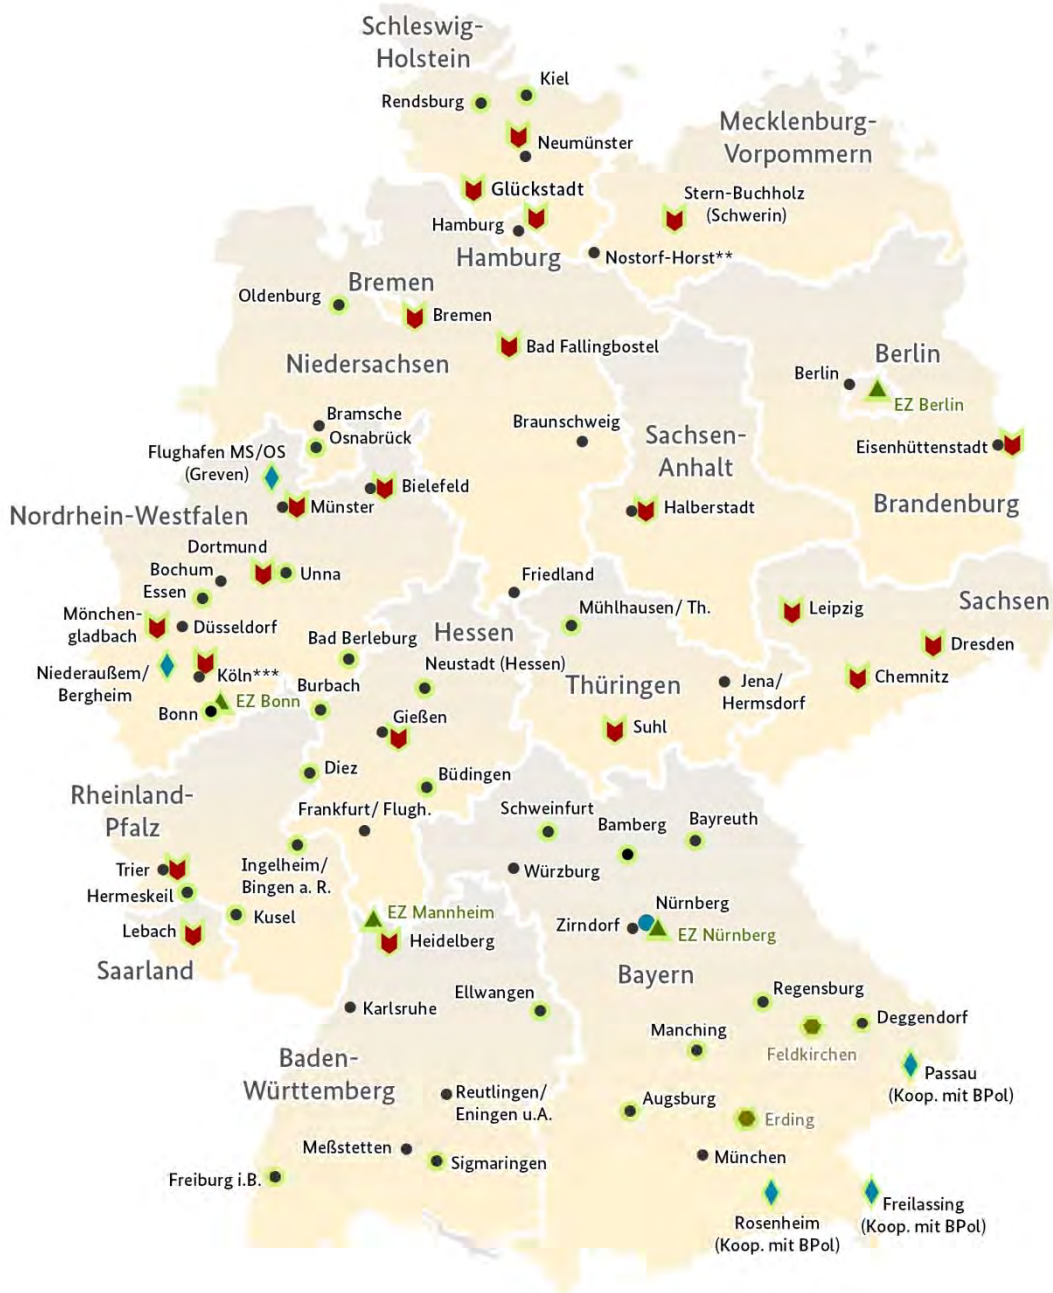 Schleswig-
Holstein
Kiel
Rendsburg
Mecklenburg-
Vorpommern
Neumünster
Glückstadt
Stern-Buchholz
(Schwerin)
Hamburg
Hamburg
Nostorf-Horst**
Bremen
Oldenburg
Bremen
Bad Fallingbostel
Niedersachsen
Berlin
Berlin
EZ Berlin
Bramsche
Osnabrück
Braunschweig
Sachsen-
Anhalt
Eisenhüttenstadt
Flughafen MS/OS
(Greven)
Bielefeld
Münster
Halberstadt
Brandenburg
Nordrhein-Westfalen
Dortmund
Bochum
Unna
Essen
Friedland
Mühlhausen/ Th.
Leipzig
Sachsen
Mönchen-
gladbach
Düsseldorf
Bad Berleburg
Hessen
Dresden
Niederaußem/
Bergheim
Köln***
Neustadt (Hessen)
Thüringen
Jena/
Hermsdorf
Chemnitz
Bonn
EZ Bonn
Burbach
Gießen
Suhl
Diez
Büdingen
Rheinland-
Pfalz
Frankfurt/ Flugh.
Schweinfurt
Bamberg
Bayreuth
Trier
Ingelheim/
Bingen a. R.
Würzburg
Hermeskeil
Kusel
EZ Mannheim
Nürnberg
Zirndorf
EZ Nürnberg
Lebach
Heidelberg
Saarland
Bayern
Karlsruhe
Ellwangen
Regensburg
Deggendorf
Manching
Feldkirchen
Baden-
Württemberg
Passau
(Koop. mit BPol)
Reutlingen/
Eningen u.A.
Augsburg
Erding
Meßstetten
Sigmaringen
München
Freiburg i.B.
Rosenheim
(Koop. mit BPol)
Freilassing
(Koop. mit BPol)